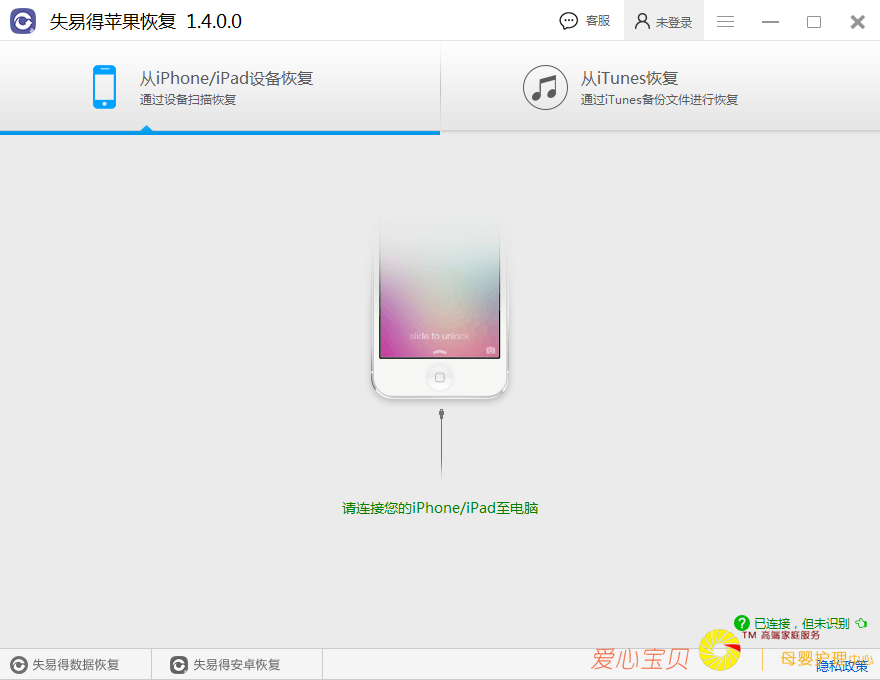 失易得苹果恢复 1.4.0.0
客服
未登录
从iPhone/iPad设备恢复
通过设备扫描恢复
从iTunes恢复
通过iTunes备份文件进行恢复
slide to unlock
请连接您的iPhone/iPad至电脑
? 已连接，但未识别
TM 高端家庭服务
爱心宝贝
母婴护理中心
隐私政策
失易得数据恢复
失易得安卓恢复